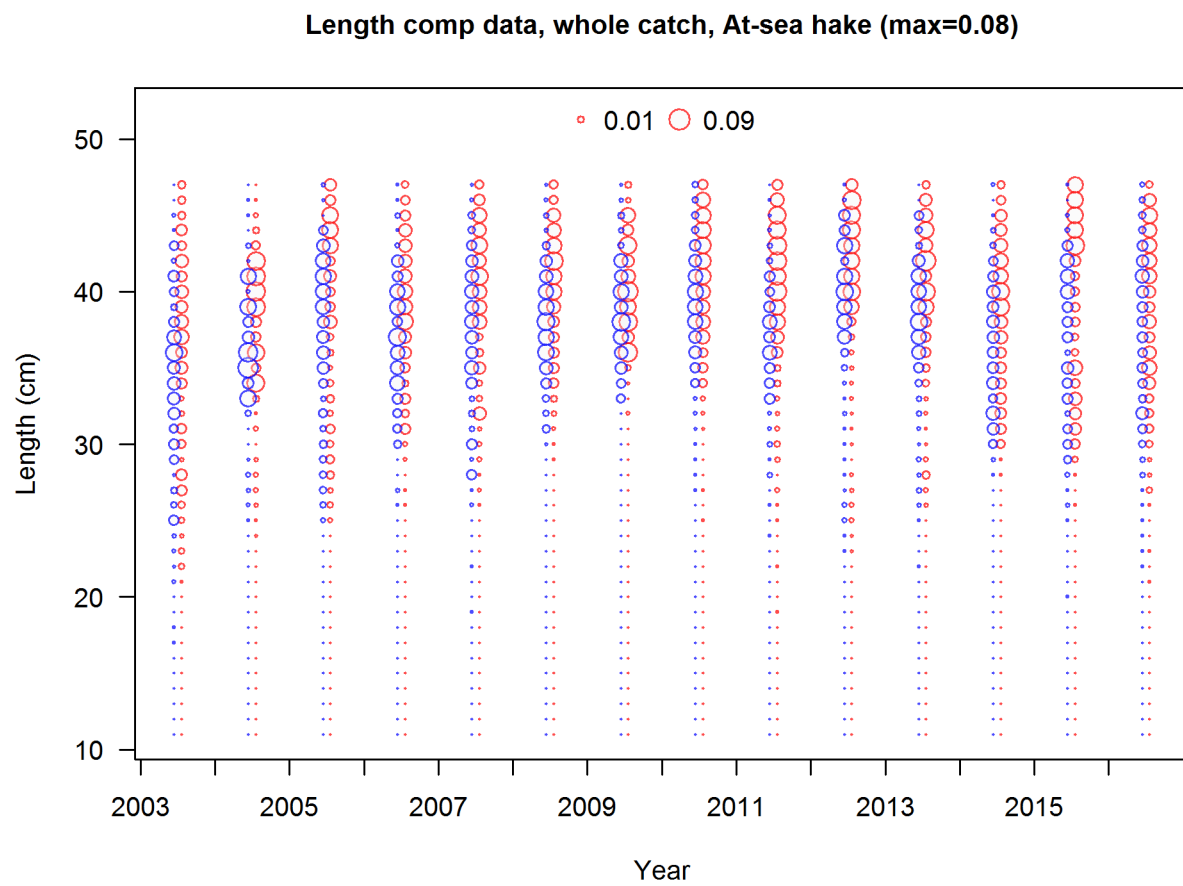 Length comp data, whole catch, At-sea hake (max=0.08)
0.01 0.09
50
40
30
20
10
Length (cm)
2003 2005 2007 2009 2011 2013 2015
Year